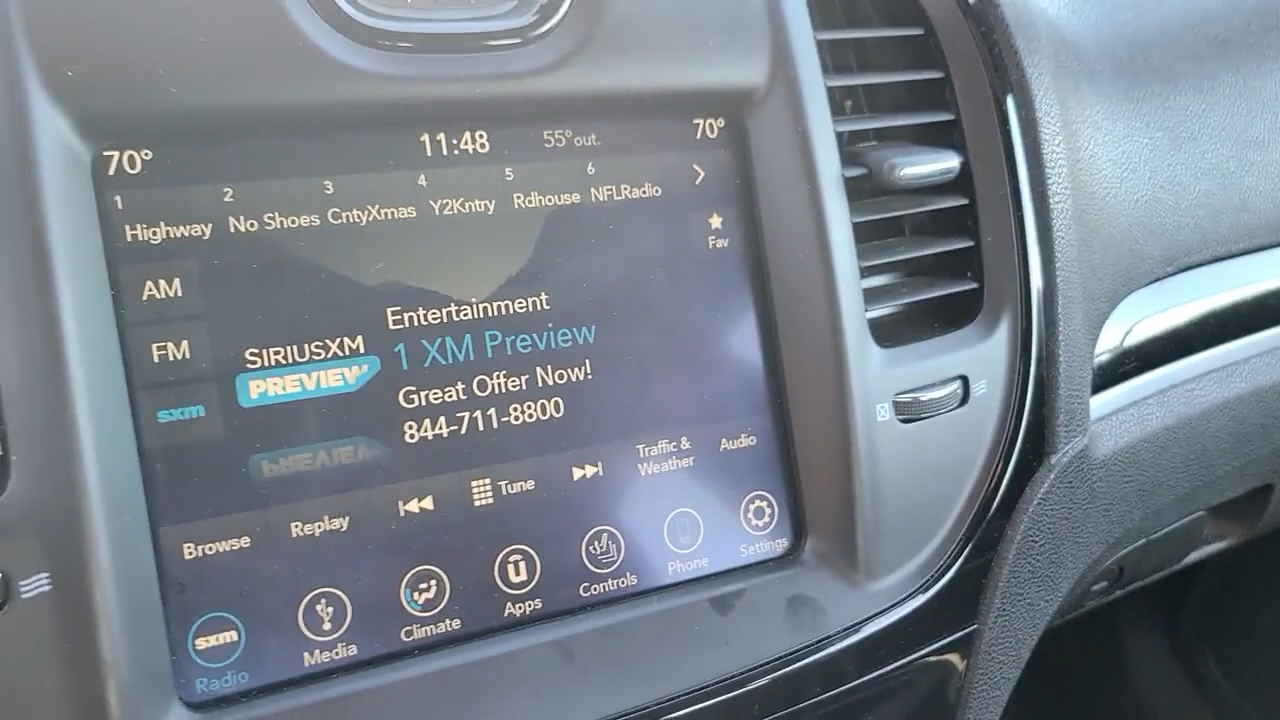 70° 11:48 55° out. 70°
1 2 3 4 5 6
Highway No Shoes CntyXmas Y2Kntry Rdhouse NFLRadio
Fav
AM
FM
sxm
SIRIUSXM
PREVIEW
Entertainment
1 XM Preview
Great Offer Now!
844-711-8800
Browse Replay Tune Traffic & Weather Audio
sxm
Radio Media Climate Apps Controls Phone Settings